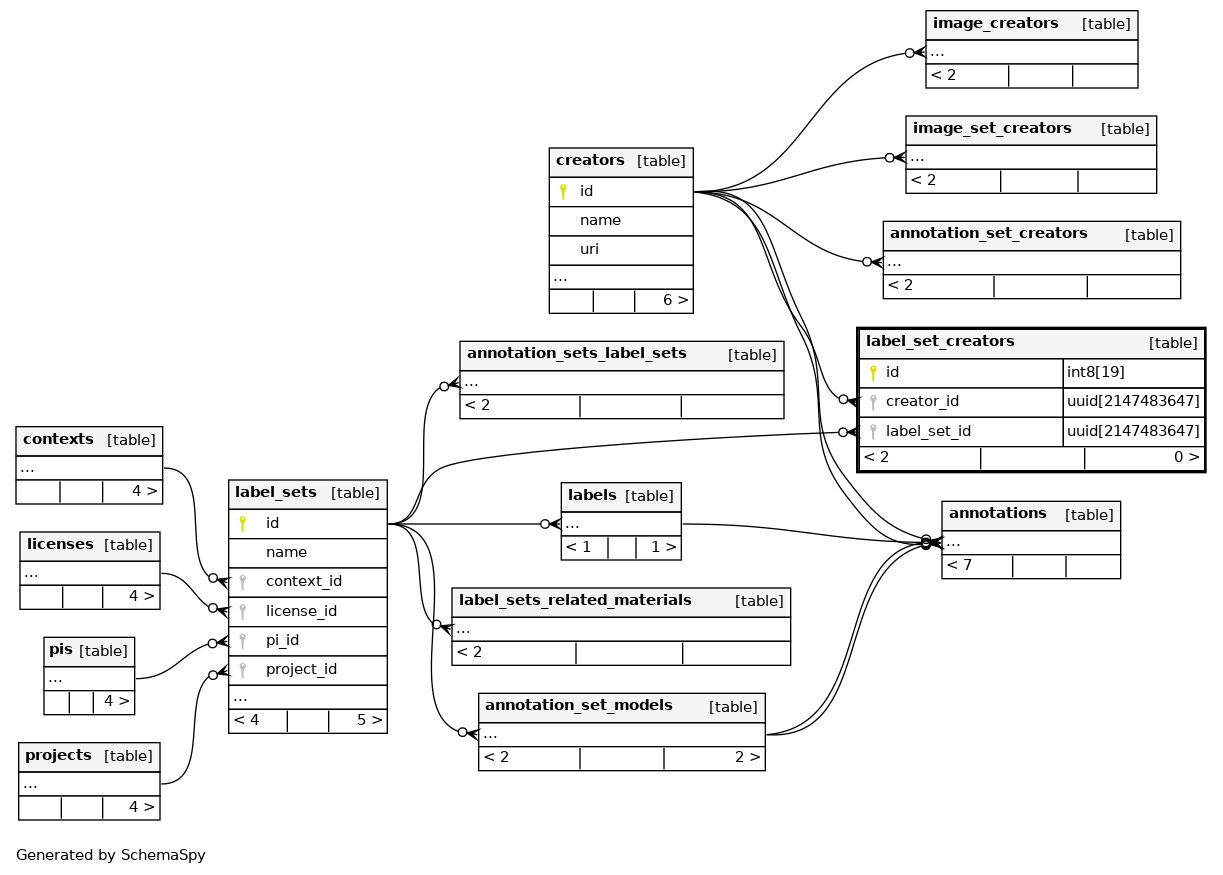 image_creators [table]
...
< 2
image_set_creators [table]
...
< 2
creators [table]
id
name
uri
...
6 >
annotation_set_creators [table]
...
< 2
label_set_creators [table]
id int8[19]
creator_id uuid[2147483647]
label_set_id uuid[2147483647]
< 2 0 >
annotation_sets_label_sets [table]
...
< 2
contexts [table]
...
4 >
licenses [table]
...
4 >
pis [table]
...
4 >
projects [table]
...
4 >
label_sets [table]
id
name
context_id
license_id
pi_id
project_id
...
< 4 5 >
labels [table]
...
< 1 1 >
label_sets_related_materials [table]
...
< 2
annotation_set_models [table]
...
< 2 2 >
annotations [table]
...
< 7
Generated by SchemaSpy